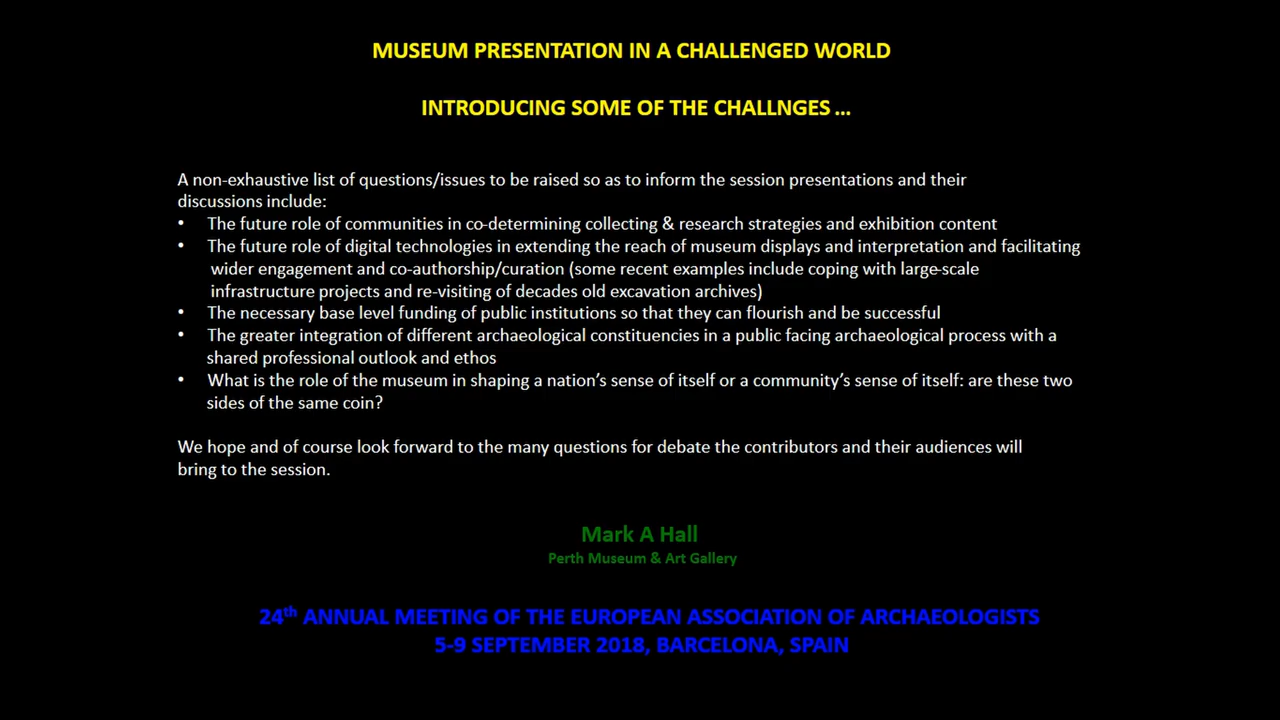 MUSEUM PRESENTATION IN A CHALLENGED WORLD
INTRODUCING SOME OF THE CHALLNGES ...
A non-exhaustive list of questions/issues to be raised so as to inform the session presentations and their
discussions include:
• The future role of communities in co-determining collecting & research strategies and exhibition content
• The future role of digital technologies in extending the reach of museum displays and interpretation and facilitating
wider engagement and co-authorship/curation (some recent examples include coping with large-scale
infrastructure projects and re-visiting of decades old excavation archives)
• The necessary base level funding of public institutions so that they can flourish and be successful
• The greater integration of different archaeological constituencies in a public facing archaeological process with a
shared professional outlook and ethos
• What is the role of the museum in shaping a nation's sense of itself or a community's sense of itself: are these two
sides of the same coin?
We hope and of course look forward to the many questions for debate the contributors and their audiences will
bring to the session.
Mark A Hall
Perth Museum & Art Gallery
24th ANNUAL MEETING OF THE EUROPEAN ASSOCIATION OF ARCHAEOLOGISTS
5-9 SEPTEMBER 2018, BARCELONA, SPAIN